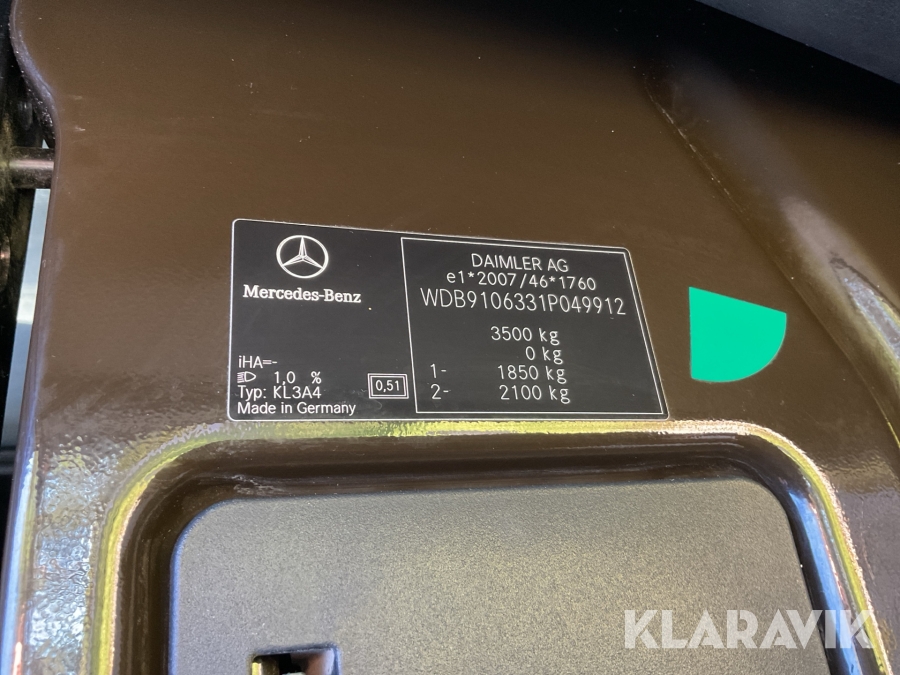 Mercedes-Benz
iHA=-
1,0 %
Typ: KL3A4
Made in Germany
0,51
DAIMLER AG
e1*2007/46*1760
WDB9106331P049912
3500 kg
0 kg
1- 1850 kg
2- 2100 kg
KLARAVIK